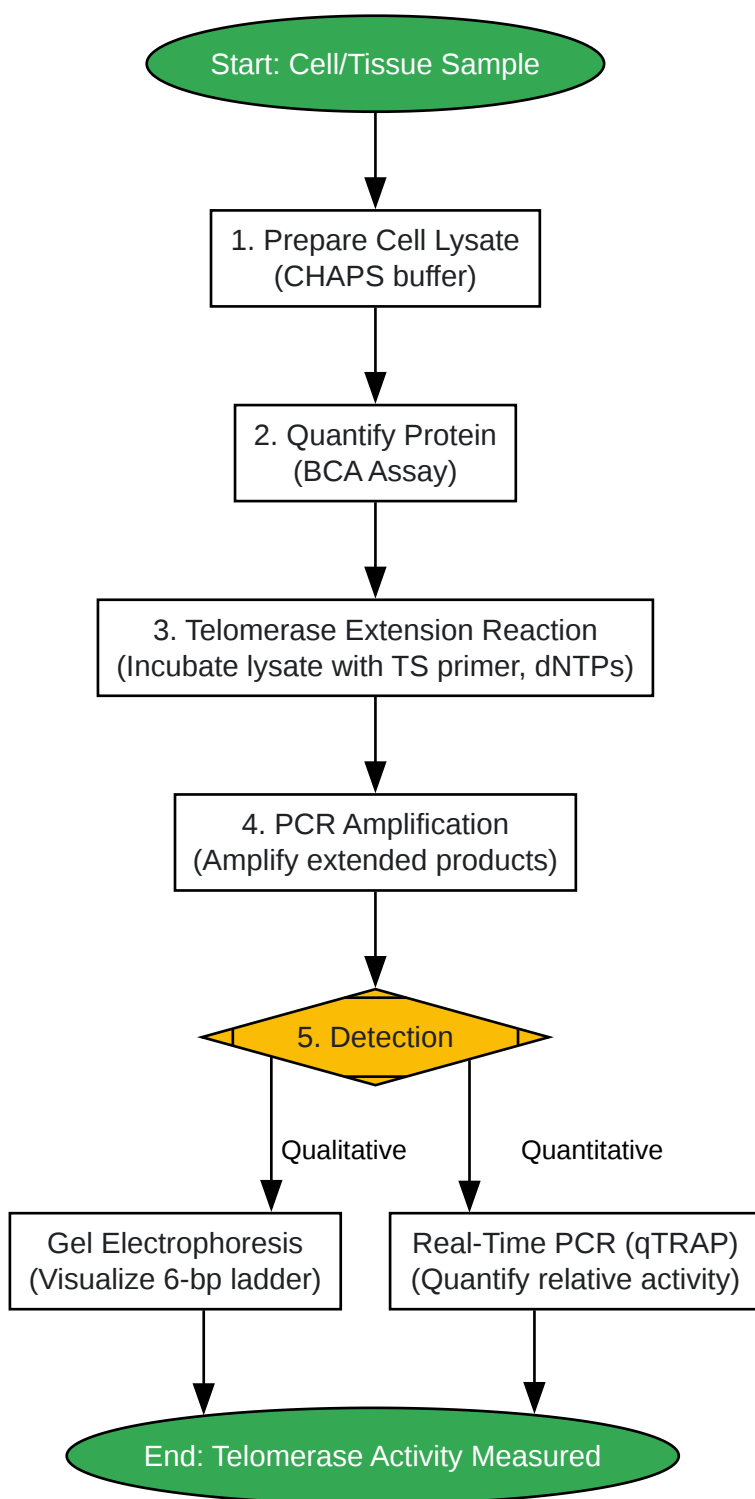 Start: Cell/Tissue Sample
1. Prepare Cell Lysate
(CHAPS buffer)
2. Quantify Protein
(BCA Assay)
3. Telomerase Extension Reaction
(Incubate lysate with TS primer, dNTPs)
4. PCR Amplification
(Amplify extended products)
5. Detection
Qualitative
Quantitative
Gel Electrophoresis
(Visualize 6-bp ladder)
Real-Time PCR (qTRAP)
(Quantify relative activity)
End: Telomerase Activity Measured